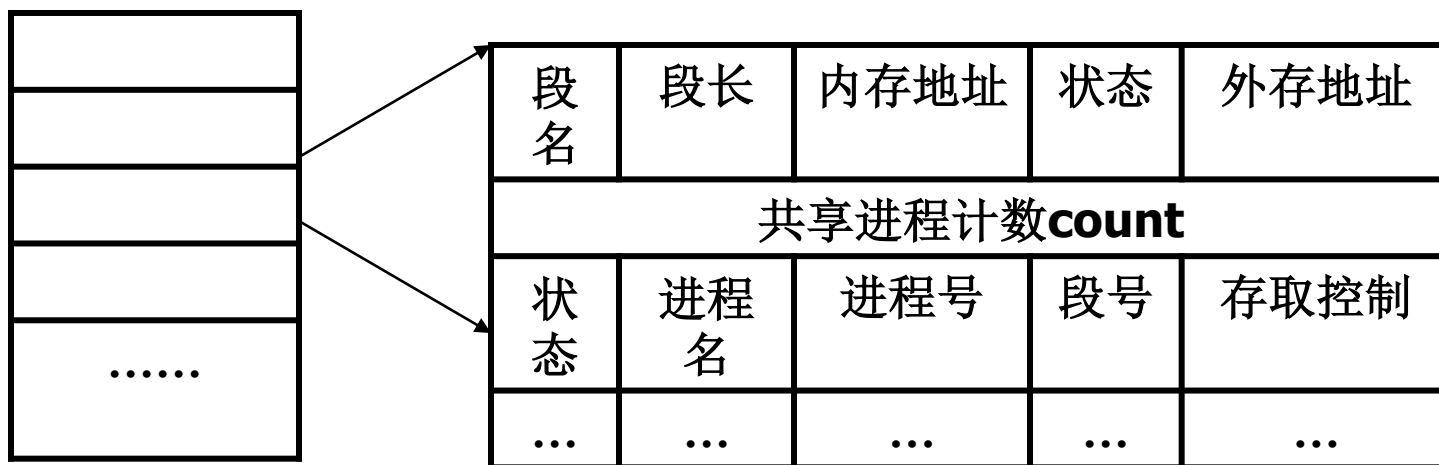 段名 段长 内存地址 状态 外存地址
共享进程计数count
状态 进程名 进程号 段号 存取控制
……
... ... ... ... ...